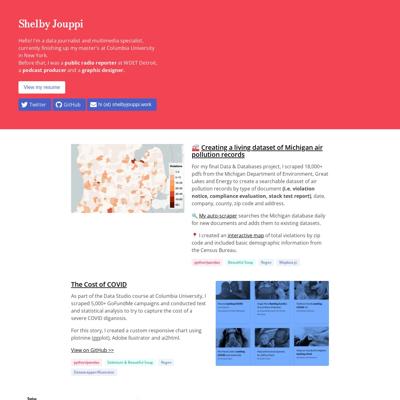 Shelby Jouppi
Hello! I'm a data journalist and multimedia specialist,
currently finishing up my master's at Columbia University
in New York.
Before that, I was a public radio reporter at WDET Detroit,
a podcast producer and a graphic designer.
View my resume
Twitter
GitHub
hi (at) shelbyjouppi.work
Creating a living dataset of Michigan air
pollution records
For my final Data & Databases project, I scraped 18,000+
pdfs from the Michigan Department of Environment, Great
Lakes and Energy to create a searchable dataset of air
pollution records by type of document (i.e. violation
notice, compliance evaluation, stack test report), date,
company, county, zip code and address.
My auto-scraper searches the Michigan database daily
for new documents and adds them to existing datasets.
I created an interactive map of total violations by zip
code and included basic demographic information from
the Census Bureau.
python/pandas
Beautiful Soup
Regex
Mapbox-js
The Cost of COVID
As part of the Data Studio course at Columbia University, I
scraped 5,000+ GoFundMe campaigns and conducted text
and statistical analysis to try to capture the cost of a
severe COVID diganosis.
For this story, I created a custom responsive chart using
plotnine (ggplot), Adobe Illustrator and ai2html.
View on GitHub >>
python/pandas
Selenium & Beautiful Soup
Regex
Datawrapper/Illustrator